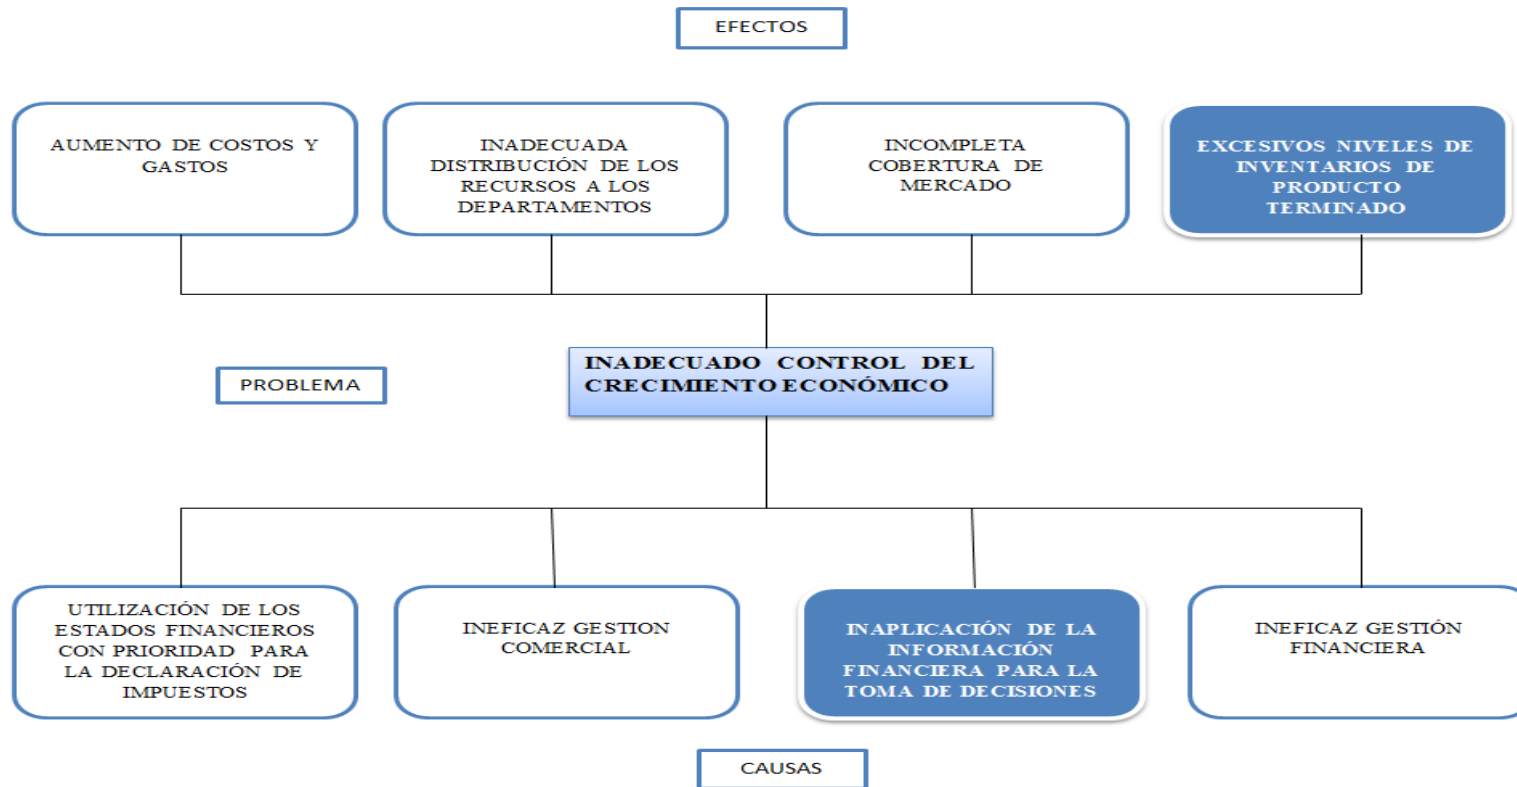 EFECTOS
AUMENTO DE COSTOS Y
GASTOS
INADECUADA
DISTRIBUCIÓN DE LOS
RECURSOS A LOS
DEPARTAMENTOS
INCOMPLETA
COBERTURA DE
MERCADO
EXCESIVOS NIVELES DE
INVENTARIOS DE
PRODUCTO
TERMINADO
PROBLEMA
INADECUADO CONTROL DEL
CRECIMIENTO ECONÓMICO
UTILIZACIÓN DE LOS
ESTADOS FINANCIEROS
CON PRIORIDAD PARA
LA DECLARACIÓN DE
IMPUESTOS
INEFICAZ GESTION
COMERCIAL
INAPLICACIÓN DE LA
INFORMACIÓN
FINANCIERA PARA LA
TOMA DE DECISIONES
INEFICAZ GESTIÓN
FINANCIERA
CAUSAS